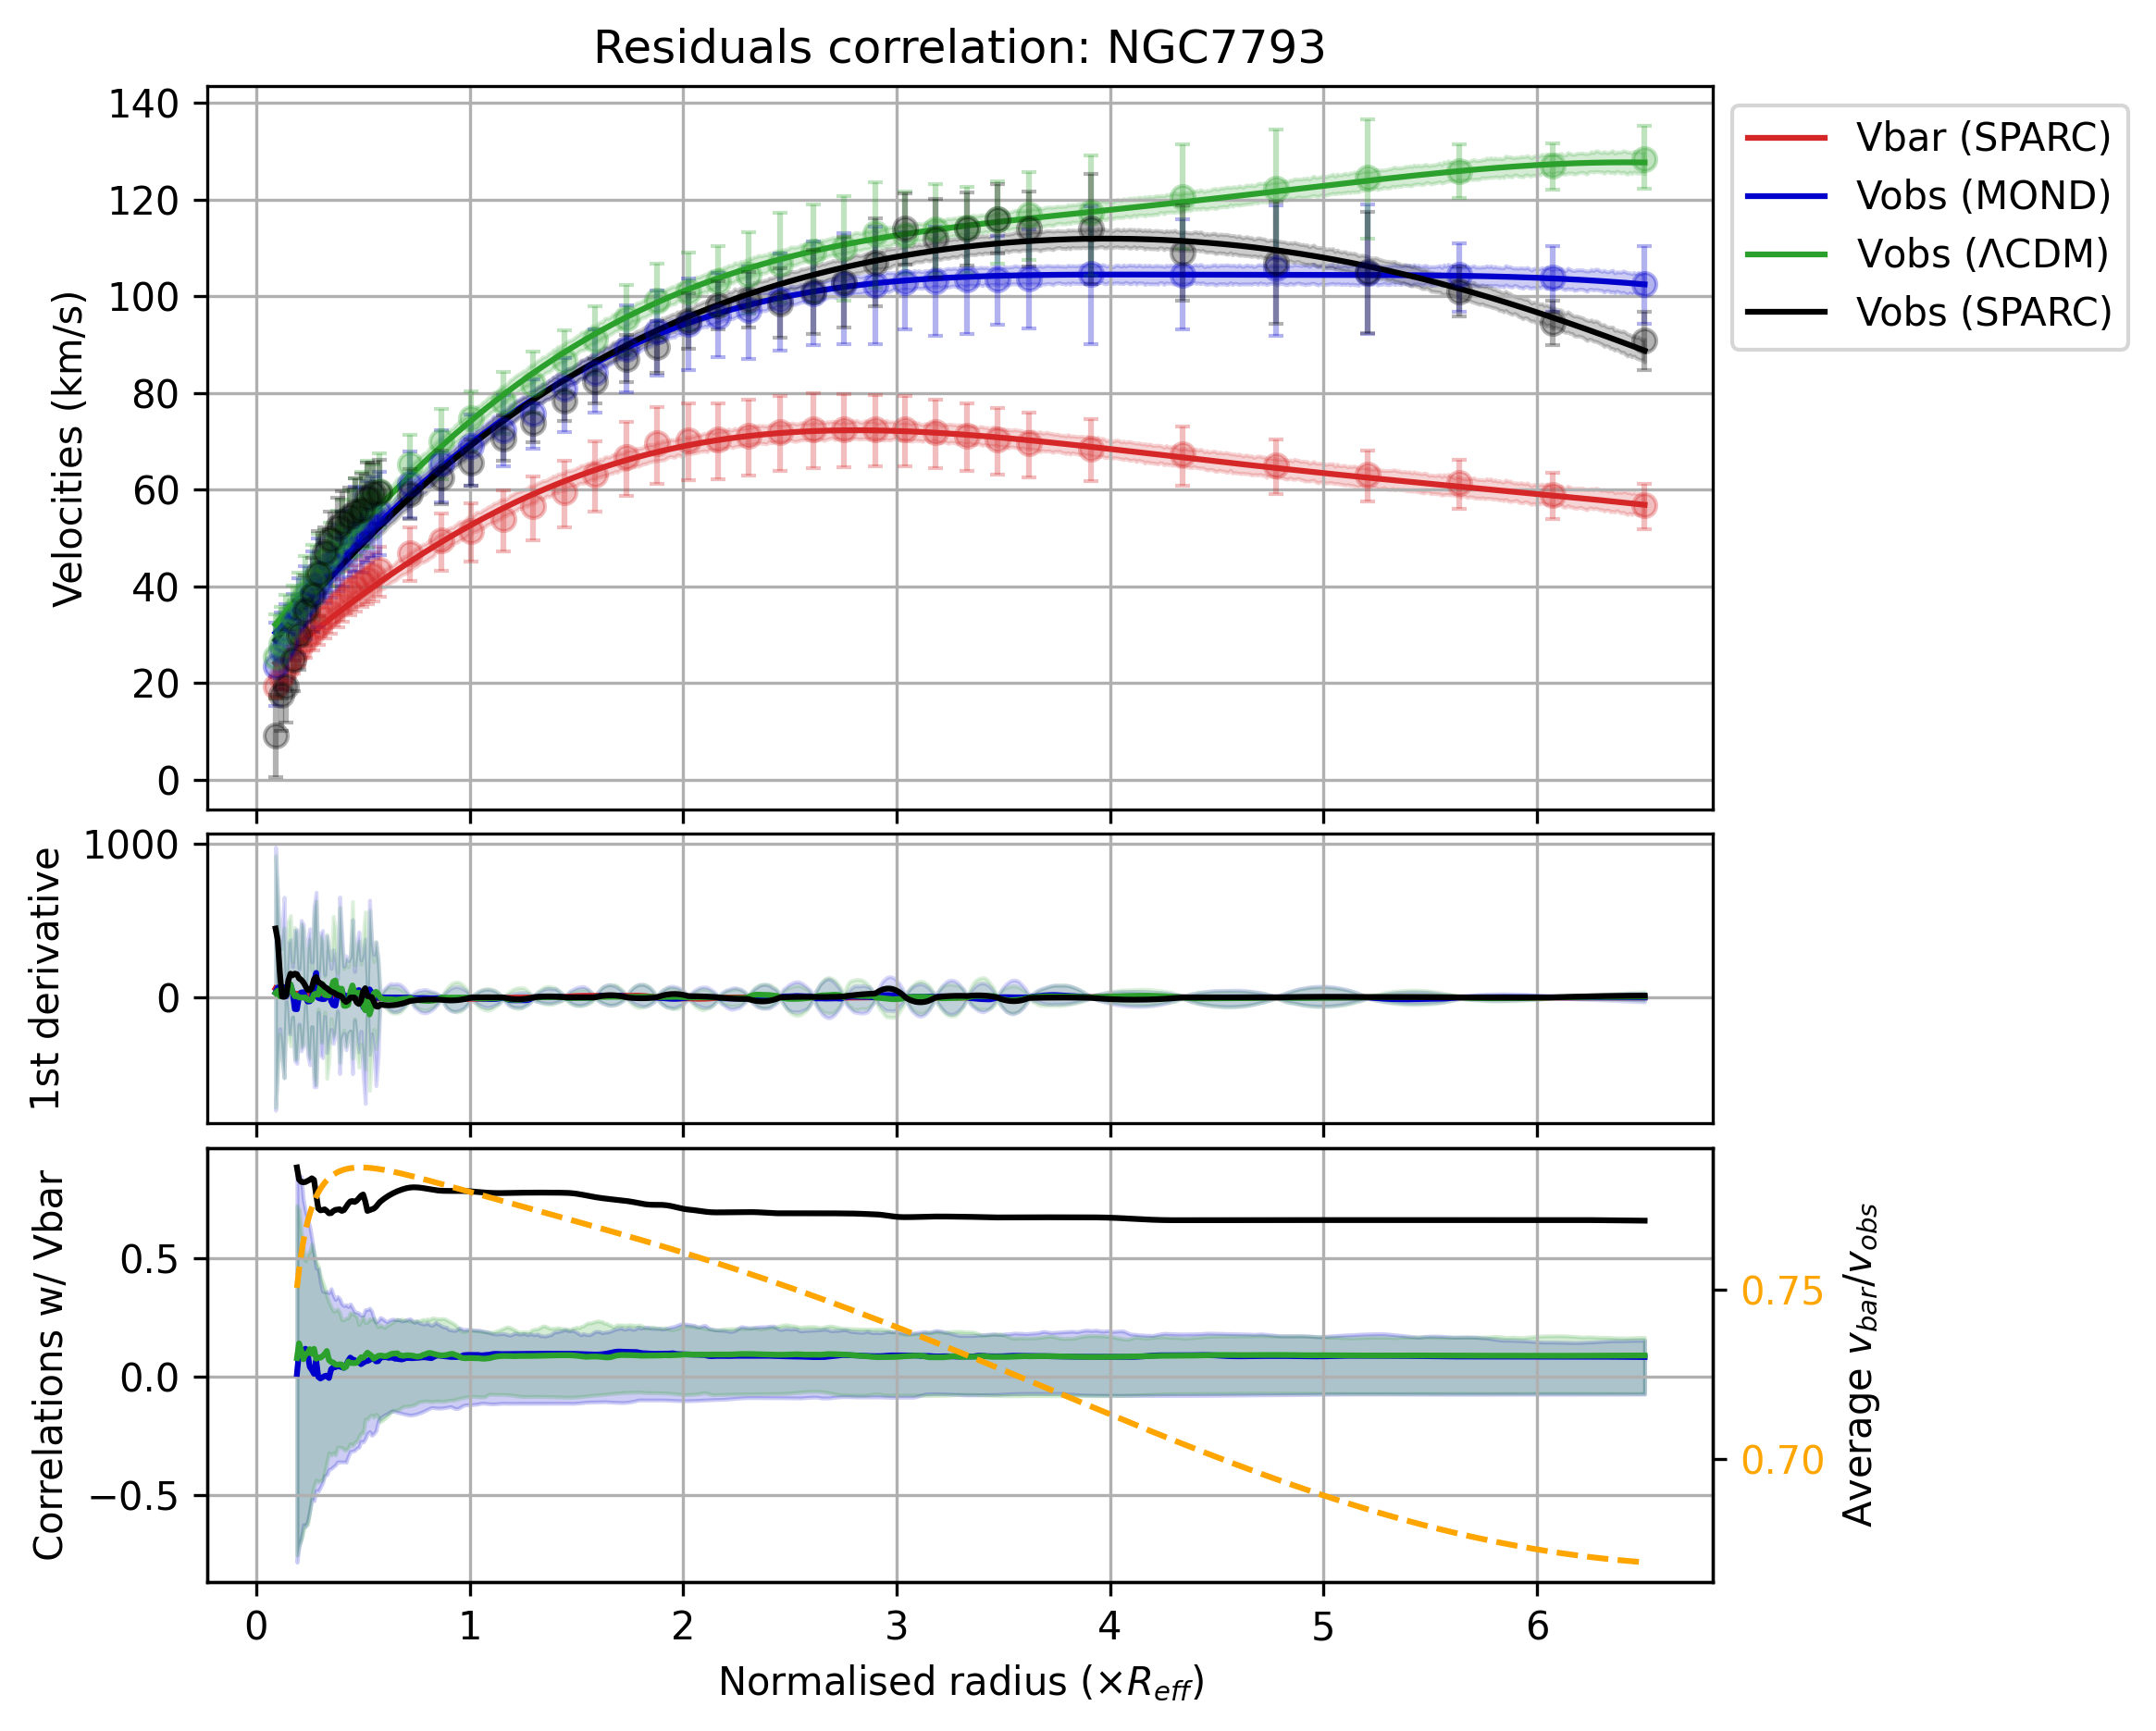 Residuals correlation: NGC7793
140
120
100
80
60
40
20
0
Velocities (km/s)
Vbar (SPARC)
Vobs (MOND)
Vobs (ΛCDM)
Vobs (SPARC)
1000
0
1st derivative
0.5
0.0
−0.5
Correlations w/ Vbar
0.75
0.70
Average v_bar/v_obs
0 1 2 3 4 5 6
Normalised radius (×R_eff)